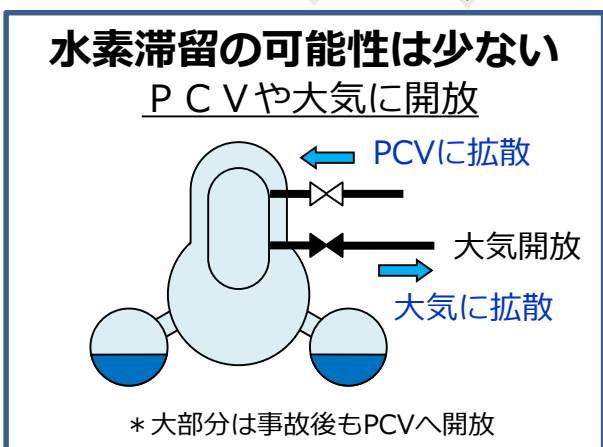 水素滞留の可能性は少ない
ＰＣＶや大気に開放
PCVに拡散
大気開放
大気に拡散
＊大部分は事故後もPCVへ開放